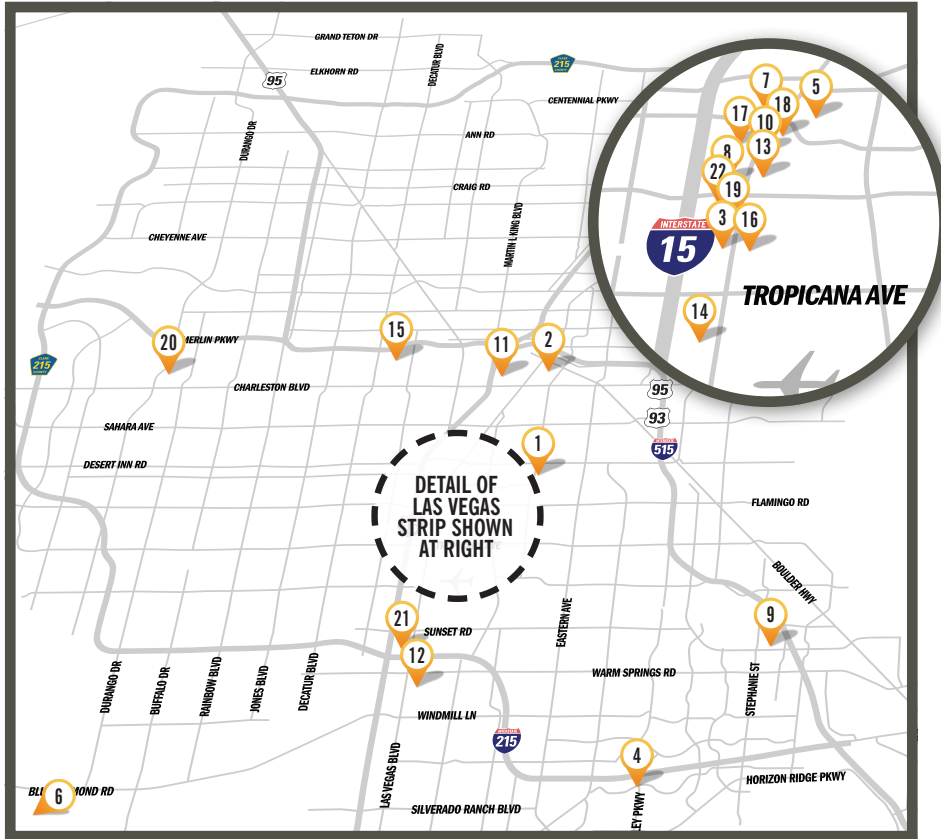 GRAND TETON DR
ELKHORN RD
DECATUR BLVD
95
CLARK
215
COUNTY
CENTENNIAL PKWY
DURANGO DR
ANN RD
CRAIG RD
MARTIN L KING BLVD
CHEYENNE AVE
7
5
17
18
10
13
8
22
19
3
16
INTERSTATE
15
TROPICANA AVE
14
20
MERLIN PKWY
15
11
2
CLARK
215
COUNTY
CHARLESTON BLVD
95
93
515
SAHARA AVE
DESERT INN RD
1
DETAIL OF
LAS VEGAS
STRIP SHOWN
AT RIGHT
FLAMINGO RD
BOULDER HWY
21
SUNSET RD
EASTERN AVE
9
12
WARM SPRINGS RD
STEPHANIE ST
DURANGO DR
BUFFALO DR
RAINBOW BLVD
JONES BLVD
DECATUR BLVD
WINDMILL LN
215
LAS VEGAS BLVD
4
HORIZON RIDGE PKWY
BL
6
MOND RD
SILVERADO RANCH BLVD
LEY PKWY